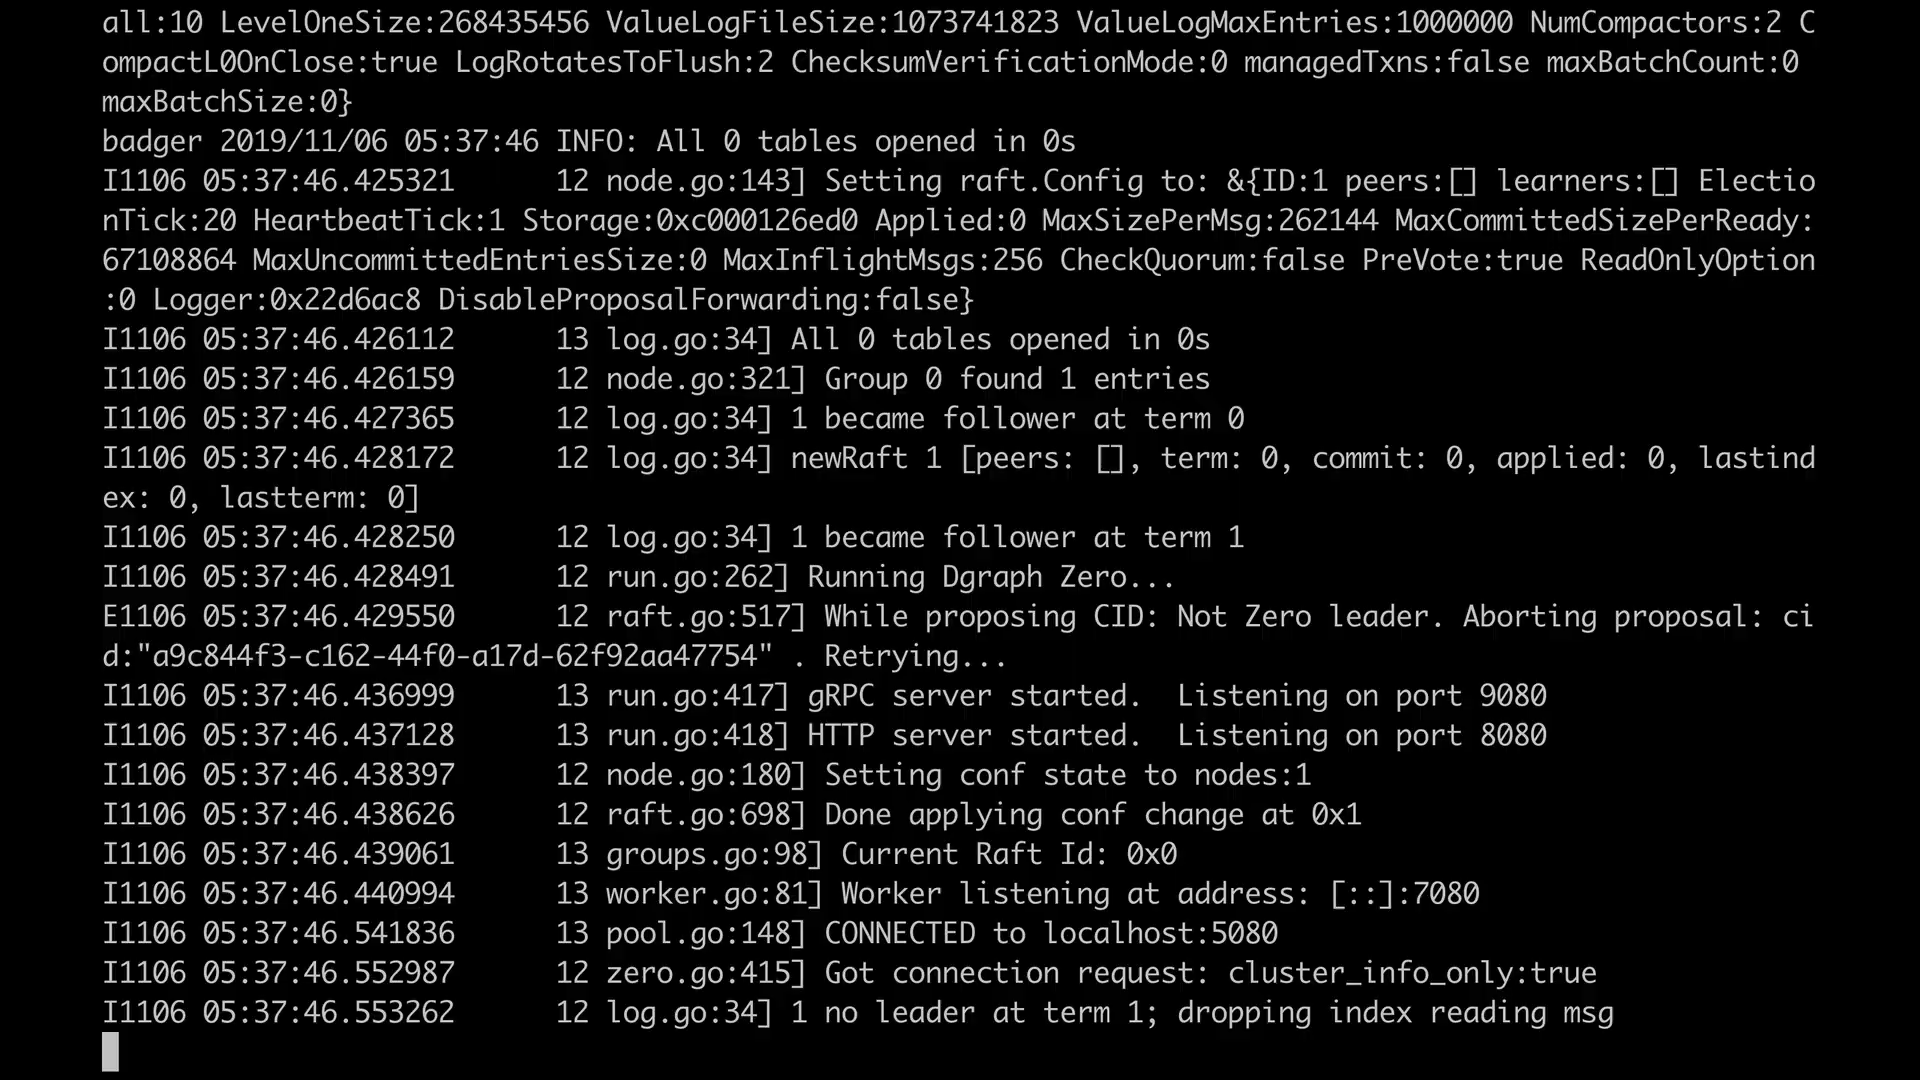 all:10 LevelOneSize:268435456 ValueLogFileSize:1073741823 ValueLogMaxEntries:1000000 NumCompactors:2 C
ompactL0OnClose:true LogRotatesToFlush:2 ChecksumVerificationMode:0 managedTxns:false maxBatchCount:0
maxBatchSize:0}
badger 2019/11/06 05:37:46 INFO: All 0 tables opened in 0s
I1106 05:37:46.425321      12 node.go:143] Setting raft.Config to: &{ID:1 peers:[] learners:[] Electio
nTick:20 HeartbeatTick:1 Storage:0xc000126ed0 Applied:0 MaxSizePerMsg:262144 MaxCommittedSizePerReady:
67108864 MaxUncommittedEntriesSize:0 MaxInflightMsgs:256 CheckQuorum:false PreVote:true ReadOnlyOption
:0 Logger:0x22d6ac8 DisableProposalForwarding:false}
I1106 05:37:46.426112      13 log.go:34] All 0 tables opened in 0s
I1106 05:37:46.426159      12 node.go:321] Group 0 found 1 entries
I1106 05:37:46.427365      12 log.go:34] 1 became follower at term 0
I1106 05:37:46.428172      12 log.go:34] newRaft 1 [peers: [], term: 0, commit: 0, applied: 0, lastind
ex: 0, lastterm: 0]
I1106 05:37:46.428250      12 log.go:34] 1 became follower at term 1
I1106 05:37:46.428491      12 run.go:262] Running Dgraph Zero...
E1106 05:37:46.429550      12 raft.go:517] While proposing CID: Not Zero leader. Aborting proposal: ci
d:"a9c844f3-c162-44f0-a17d-62f92aa47754" . Retrying...
I1106 05:37:46.436999      13 run.go:417] gRPC server started.  Listening on port 9080
I1106 05:37:46.437128      13 run.go:418] HTTP server started.  Listening on port 8080
I1106 05:37:46.438397      12 node.go:180] Setting conf state to nodes:1
I1106 05:37:46.438626      12 raft.go:698] Done applying conf change at 0x1
I1106 05:37:46.439061      13 groups.go:98] Current Raft Id: 0x0
I1106 05:37:46.440994      13 worker.go:81] Worker listening at address: [::]:7080
I1106 05:37:46.541836      13 pool.go:148] CONNECTED to localhost:5080
I1106 05:37:46.552987      12 zero.go:415] Got connection request: cluster_info_only:true
I1106 05:37:46.553262      12 log.go:34] 1 no leader at term 1; dropping index reading msg